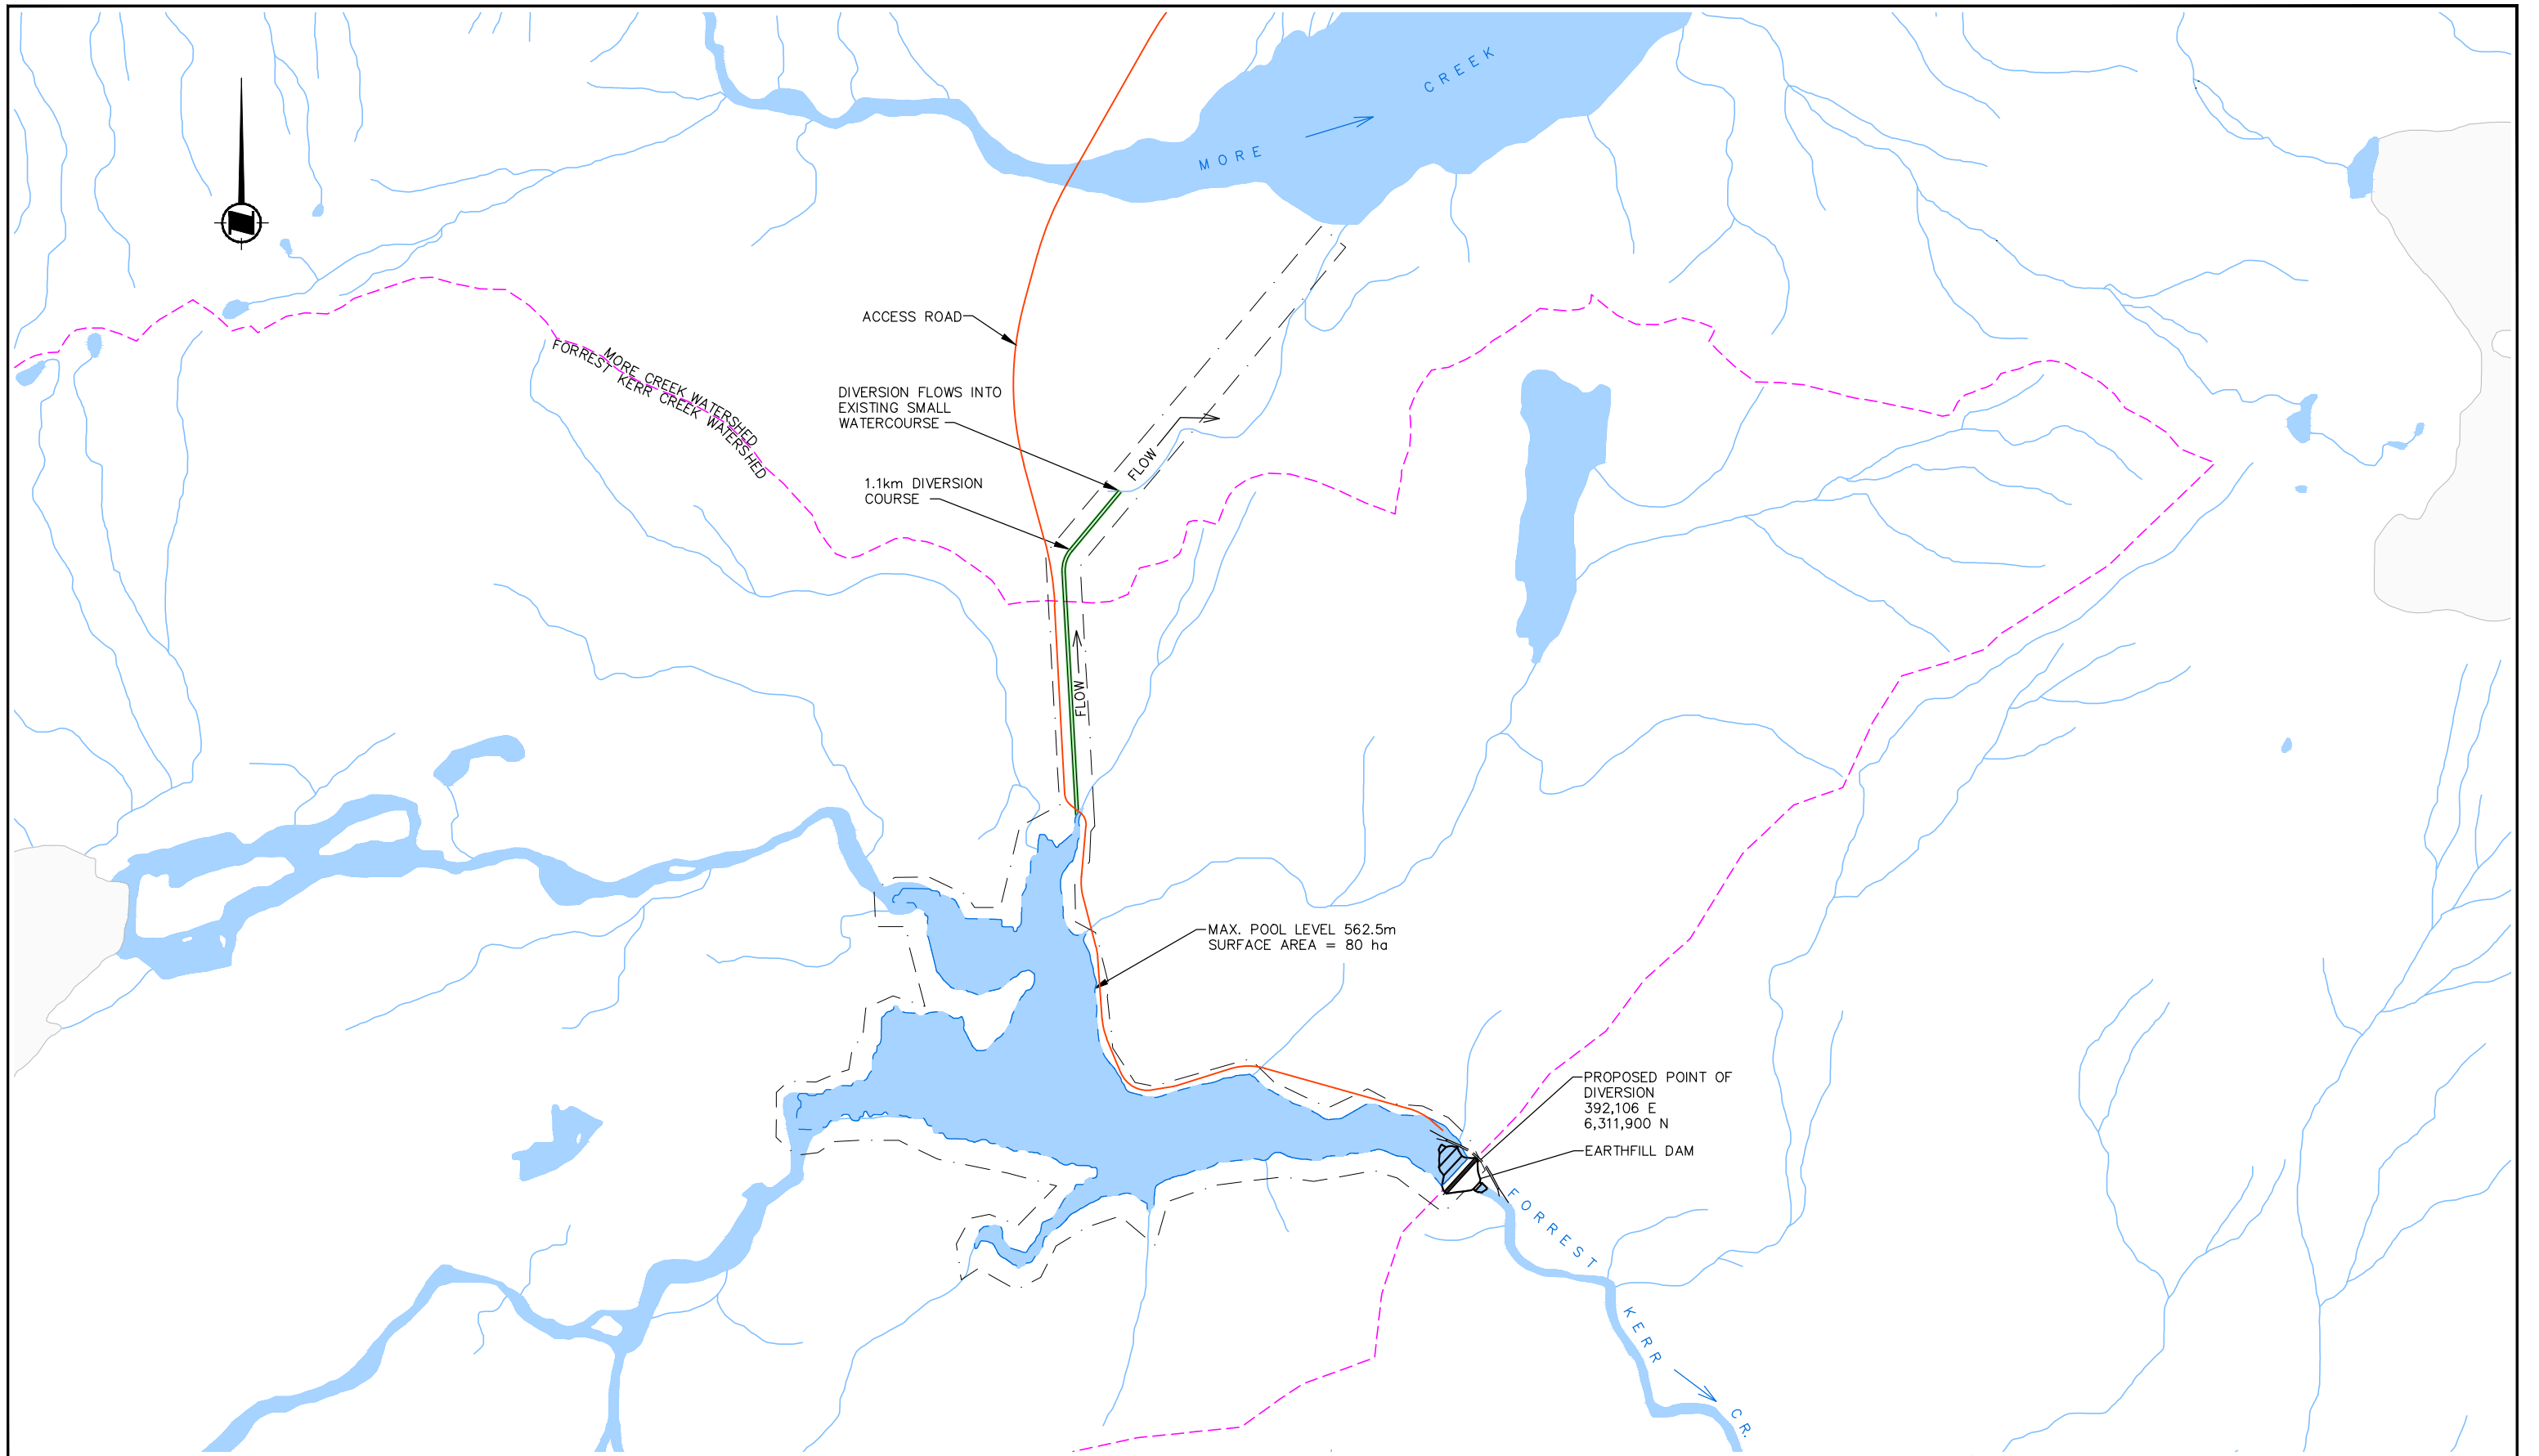 MORE
CREEK
ACCESS ROAD
MORE CREEK WATERSHED
FORREST KERR CREEK WATERSHED
DIVERSION FLOWS INTO
EXISTING SMALL
WATERCOURSE
FLOW
1.1km DIVERSION
COURSE
FLOW
MAX. POOL LEVEL 562.5m
SURFACE AREA = 80 ha
PROPOSED POINT OF
DIVERSION
392,106 E
6,311,900 N
EARTHFILL DAM
FORREST
KERR
CR.